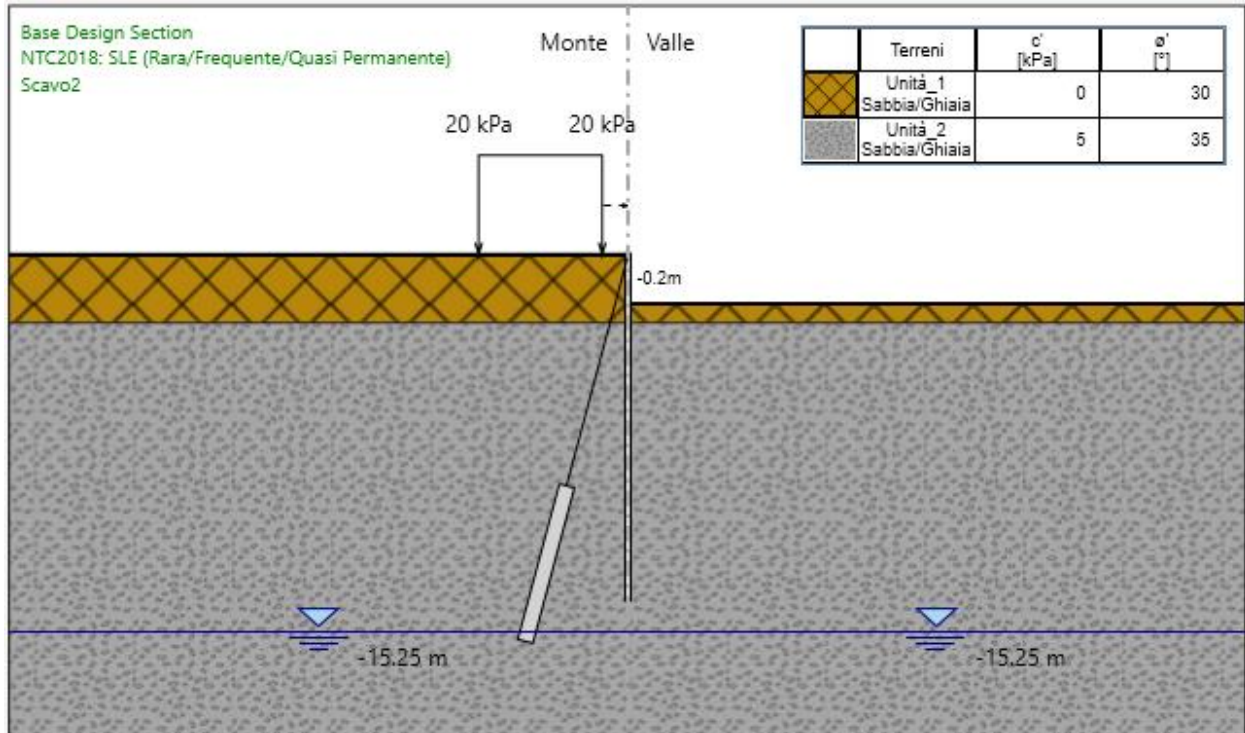 Base Design Section
NTC2018: SLE (Rara/Frequente/Quasi Permanente)
Scavo2
Monte
Valle
Terreni c' [kPa] ø' [°]
Unità_1 Sabbia/Ghiaia 0 30
Unità_2 Sabbia/Ghiaia 5 35
20 kPa 20 kPa
-0.2m
-15.25 m -15.25 m